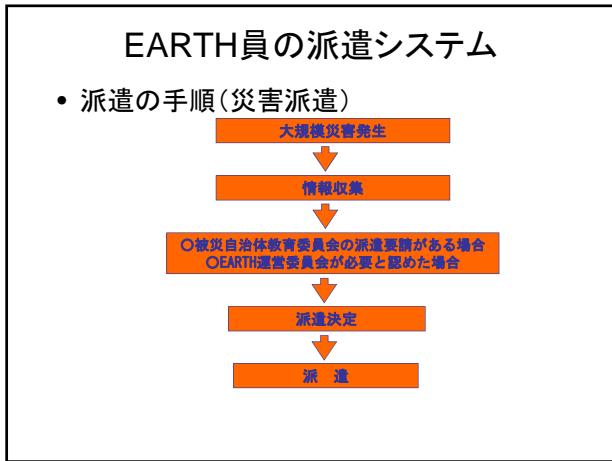 EARTH員の派遣システム
• 派遣の手順(災害派遣)
大規模災害発生
情報収集
○被災自治体教育委員会の派遣要請がある場合
○EARTH運営委員会が必要と認めた場合
派遣決定
派　遣